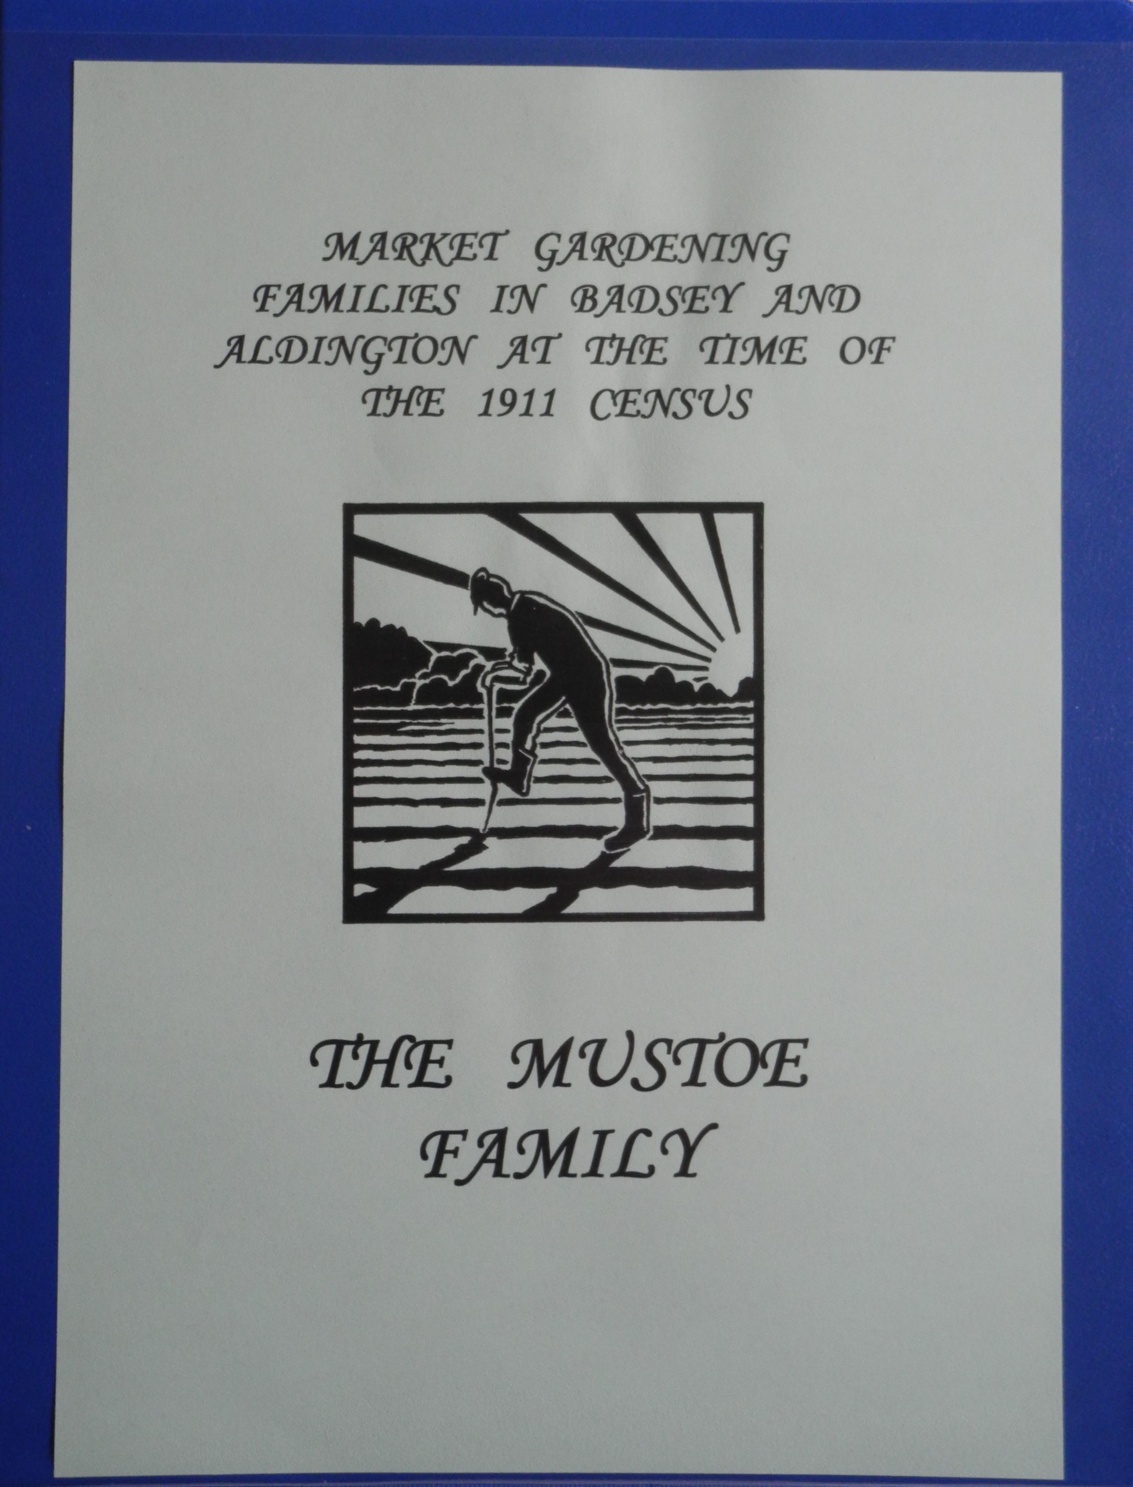 MARKET GARDENING
FAMILIES IN BADSEY AND
ALDINGTON AT THE TIME OF
THE 1911 CENSUS
THE MUSTOE
FAMILY